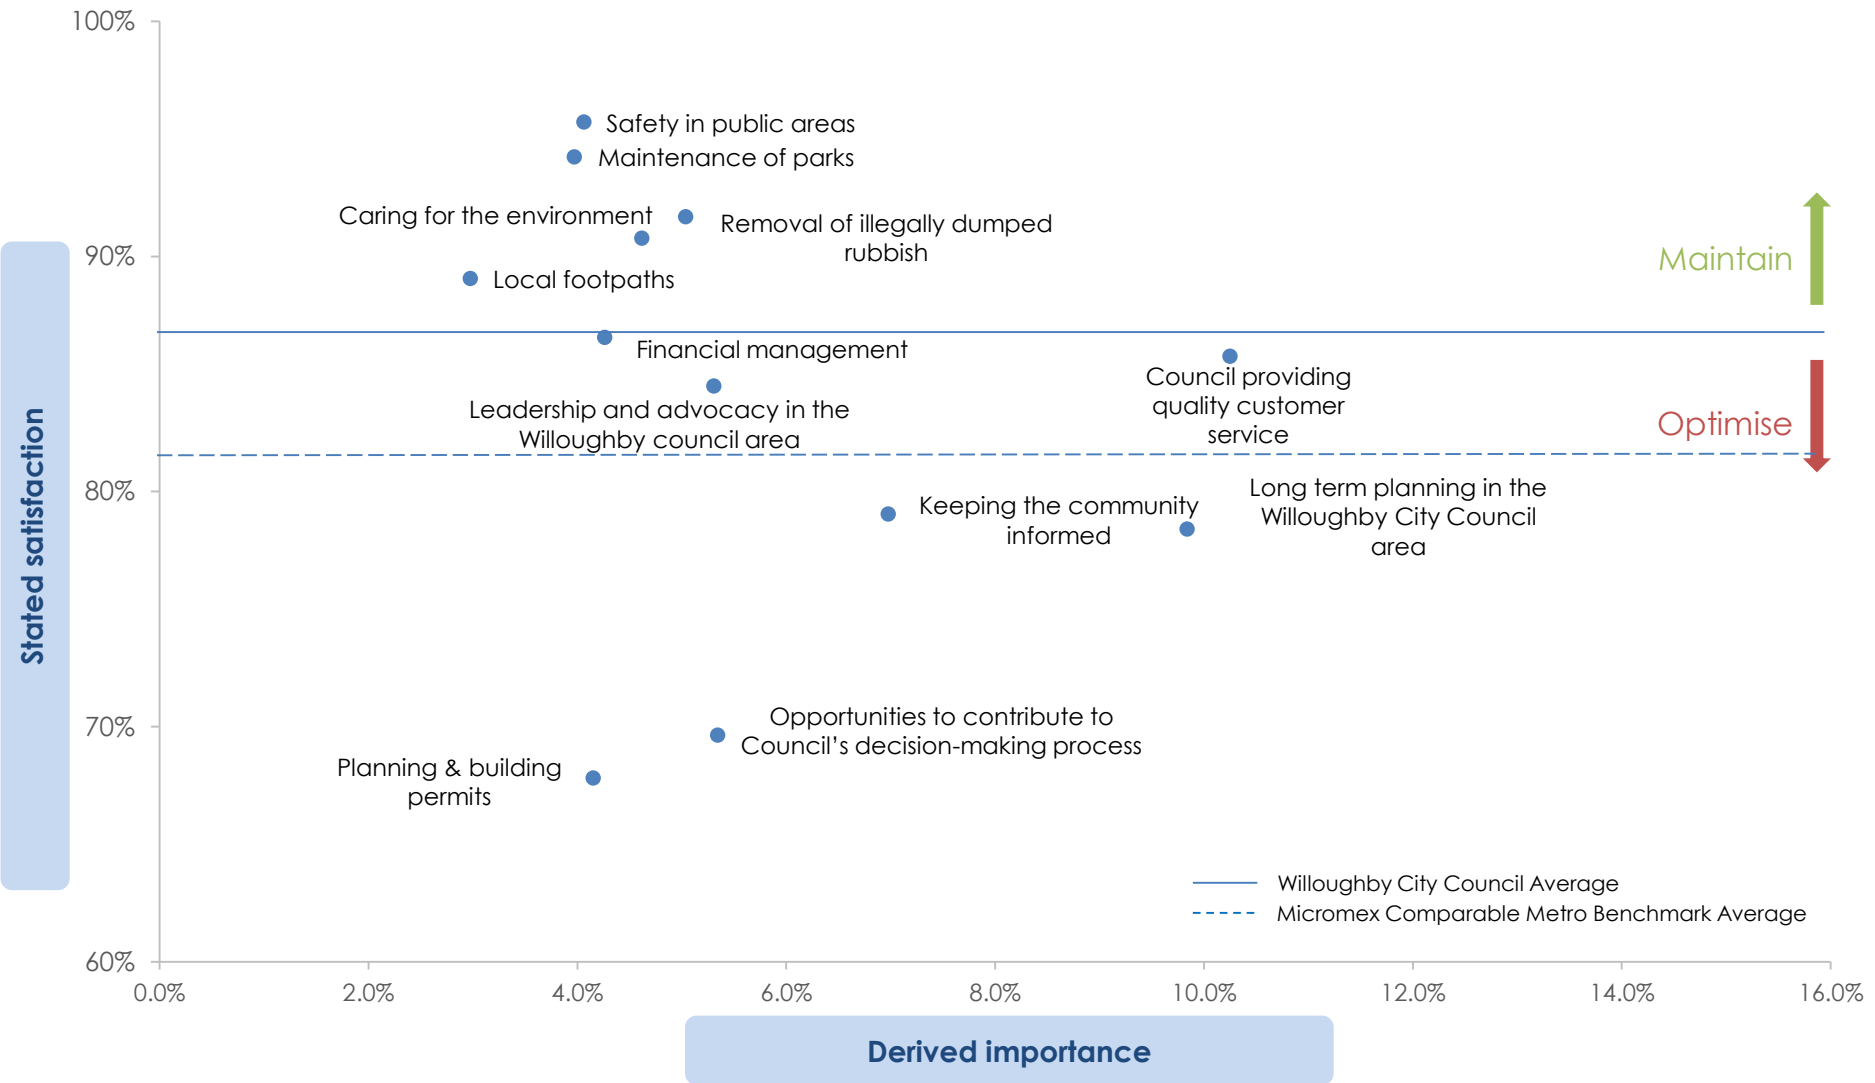 100%
Safety in public areas
Maintenance of parks
Caring for the environment
Removal of illegally dumped
rubbish
90%
Maintain
Local footpaths
Financial management
Council providing
quality customer
service
Leadership and advocacy in the
Willoughby council area
Optimise
Stated satisfaction
80%
Keeping the community
informed
Long term planning in the
Willoughby City Council
area
70%
Opportunities to contribute to
Council’s decision-making process
Planning & building
permits
Willoughby City Council Average
Micromex Comparable Metro Benchmark Average
60%
0.0%
2.0%
4.0%
6.0%
8.0%
10.0%
12.0%
14.0%
16.0%
Derived importance